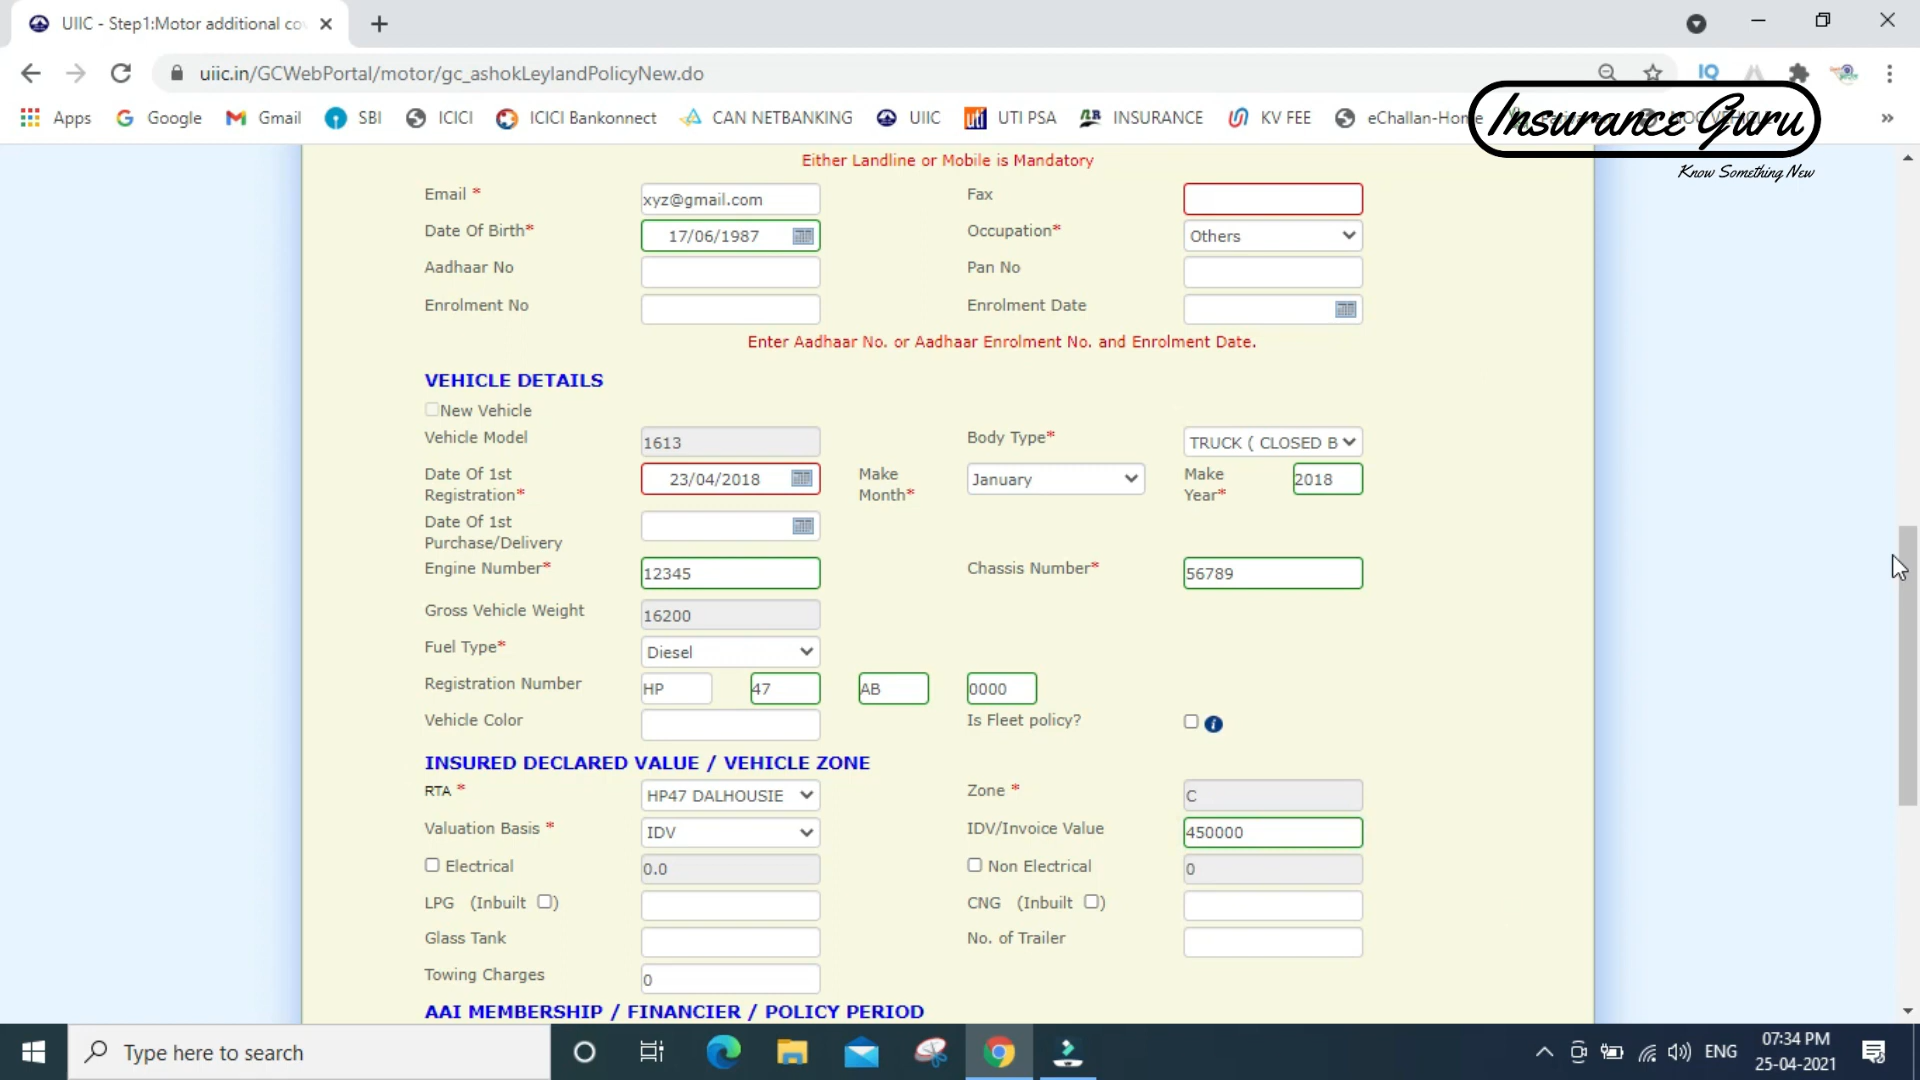 UIIC - Step1:Motor additional co
uiic.in/GCWebPortal/motor/gc_ashokLeylandPolicyNew.do
IQ
Apps Google Gmail SBI ICICI ICICI Bankonnect CAN NETBANKING UIIC uti UTI PSA INSURANCE KV FEE eChallan-Home
Insurance Guru
Know Something New
Either Landline or Mobile is Mandatory
Email * xyz@gmail.com Fax
Date Of Birth* 17/06/1987 Occupation* Others
Aadhaar No Pan No
Enrolment No Enrolment Date
Enter Aadhaar No. or Aadhaar Enrolment No. and Enrolment Date.
VEHICLE DETAILS
New Vehicle
Vehicle Model 1613 Body Type* TRUCK ( CLOSED B
Date Of 1st Registration* 23/04/2018 Make Month* January Make Year* 2018
Date Of 1st Purchase/Delivery
Engine Number* 12345 Chassis Number* 56789
Gross Vehicle Weight 16200
Fuel Type* Diesel
Registration Number HP 47 AB 0000
Vehicle Color Is Fleet policy? i
INSURED DECLARED VALUE / VEHICLE ZONE
RTA * HP47 DALHOUSIE Zone * C
Valuation Basis * IDV IDV/Invoice Value 450000
Electrical 0.0 Non Electrical 0
LPG (Inbuilt ) CNG (Inbuilt )
Glass Tank No. of Trailer
Towing Charges 0
AAI MEMBERSHIP / FINANCIER / POLICY PERIOD
Type here to search
ENG
07:34 PM
25-04-2021